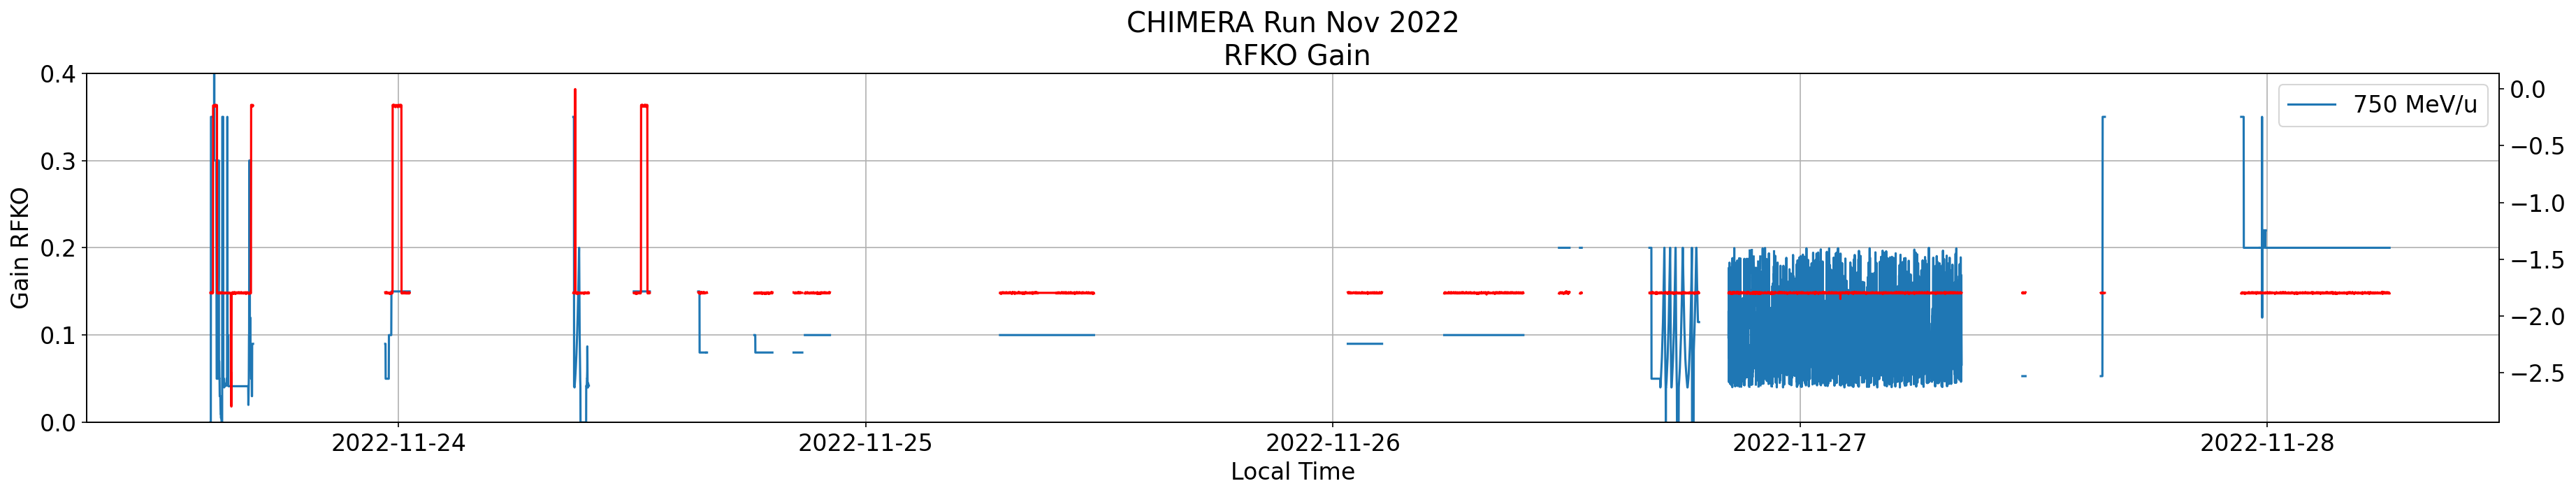 CHIMERA Run Nov 2022
RFKO Gain
0.4
0.3
0.2
0.1
0.0
Gain RFKO
750 MeV/u
0.0
−0.5
−1.0
−1.5
−2.0
−2.5
2022-11-24 2022-11-25 2022-11-26 2022-11-27 2022-11-28
Local Time